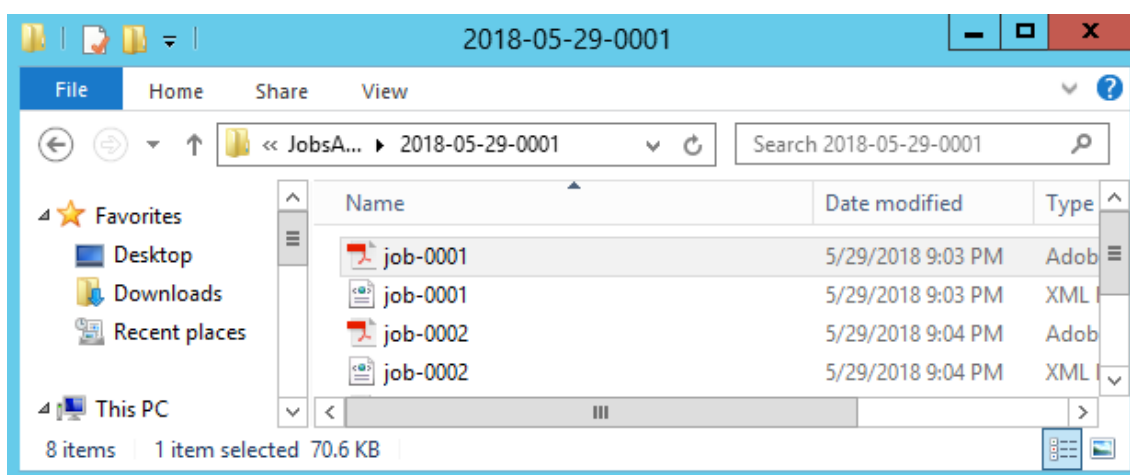 2018-05-29-0001
File Home Share View
« JobsA... 2018-05-29-0001 Search 2018-05-29-0001
Name Date modified Type
Favorites
Desktop
Downloads
Recent places
This PC
job-0001 5/29/2018 9:03 PM Adob
job-0001 5/29/2018 9:03 PM XML
job-0002 5/29/2018 9:04 PM Adob
job-0002 5/29/2018 9:04 PM XML
8 items 1 item selected 70.6 KB